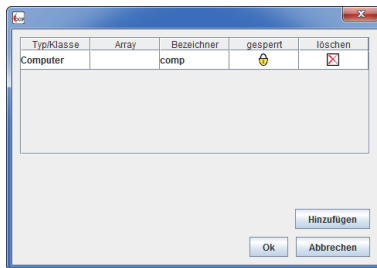 Typ/Klasse Array Bezeichner gesperrt löschen
Computer comp
Hinzufügen
Ok Abbrechen